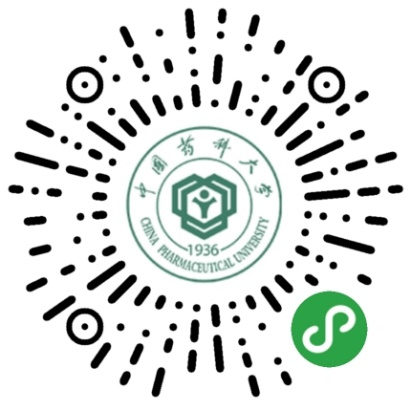 中国药科大学
1936
CHINA PHARMACEUTICAL UNIVERSITY